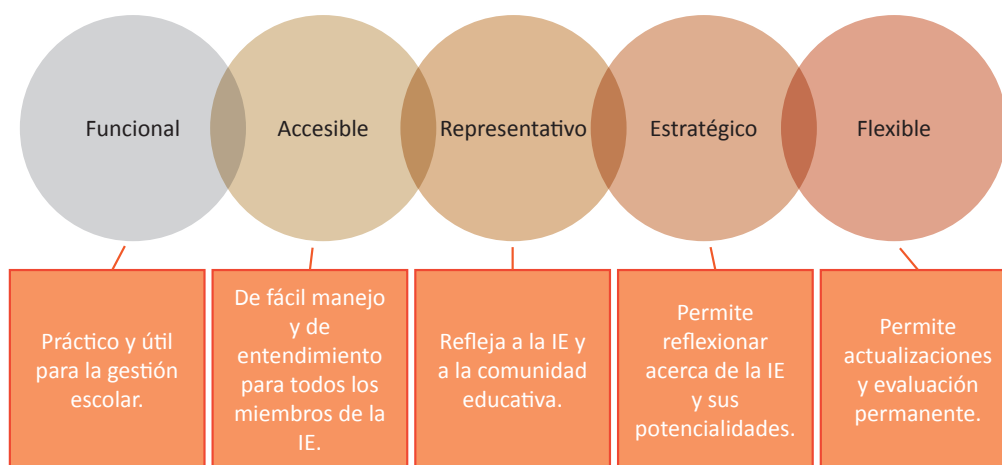 Funcional
Accesible
Representativo
Estratégico
Flexible
Práctico y útil
para la gestión
escolar.
De fácil manejo
y de
entendimiento
para todos los
miembros de la
IE.
Refleja a la IE y
a la comunidad
educativa.
Permite
reflexionar
acerca de la IE
y sus
potencialidades.
Permite
actualizaciones
y evaluación
permanente.